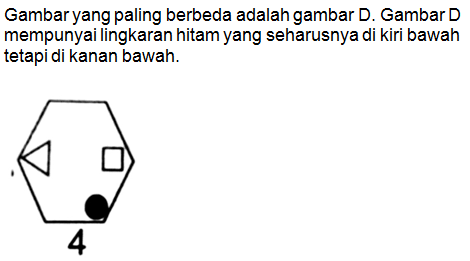 Gambar yang paling berbeda adalah gambar D. Gambar D
mempunyai lingkaran hitam yang seharusnya di kiri bawah
tetapi di kanan bawah.
4